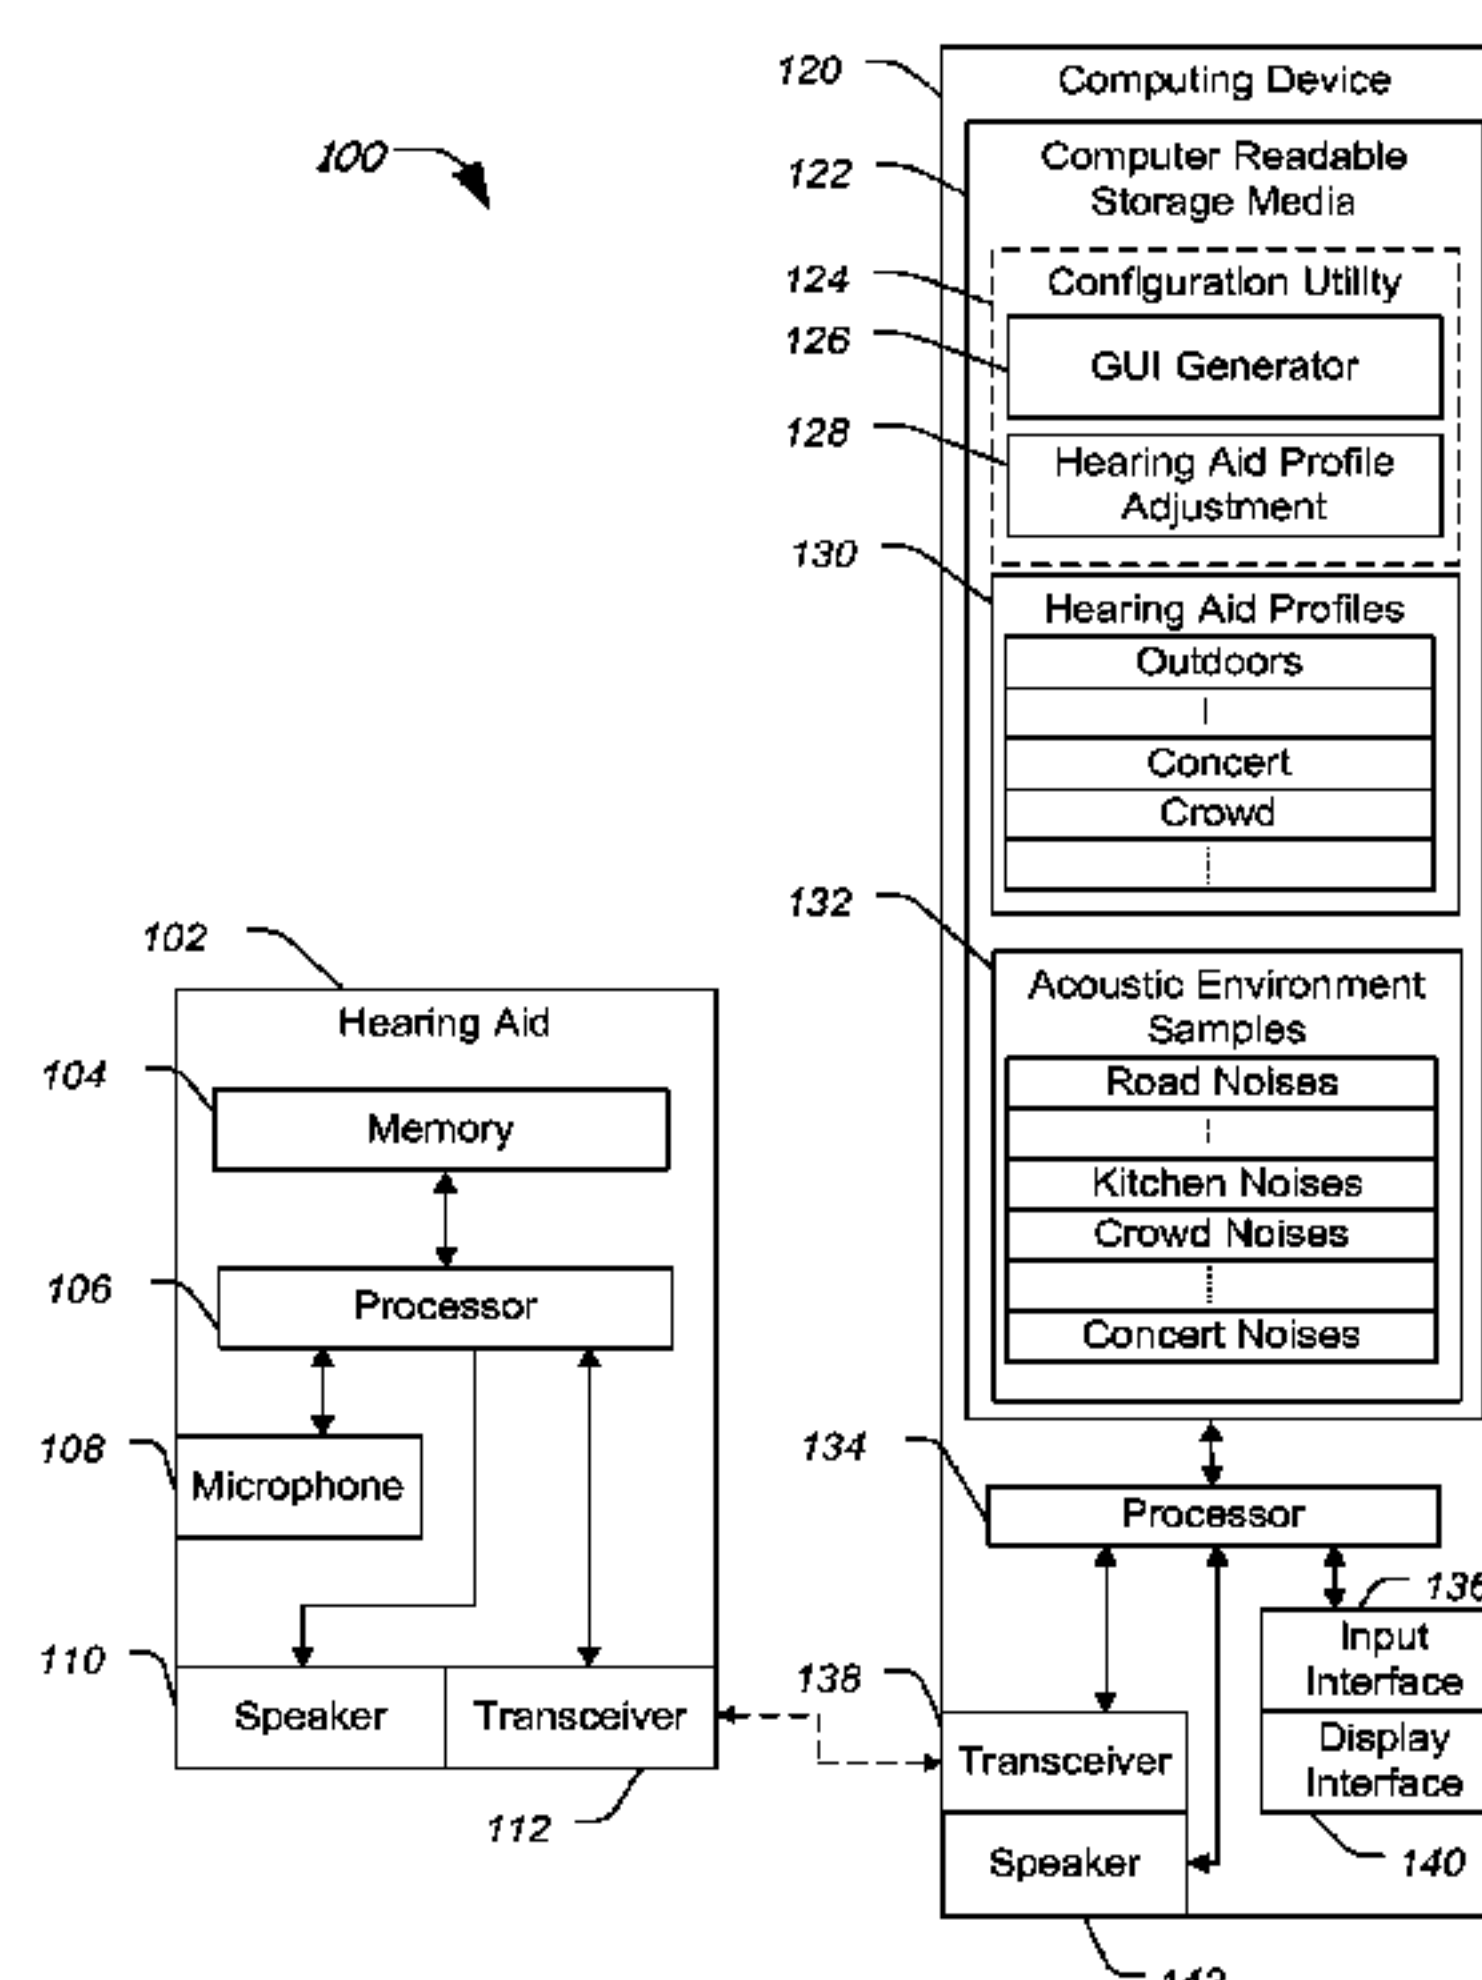 100
120
Computing Device
122
Computer Readable
Storage Media
124
Configuration Utility
126
GUI Generator
128
Hearing Aid Profile
Adjustment
130
Hearing Aid Profiles
Outdoors
Concert
Crowd
132
Acoustic Environment
Samples
Road Noises
Kitchen Noises
Crowd Noises
Concert Noises
134
Processor
136
Input
Interface
Display
Interface
140
138
Transceiver
Speaker
102
Hearing Aid
104
Memory
106
Processor
108
Microphone
110
Speaker
Transceiver
112